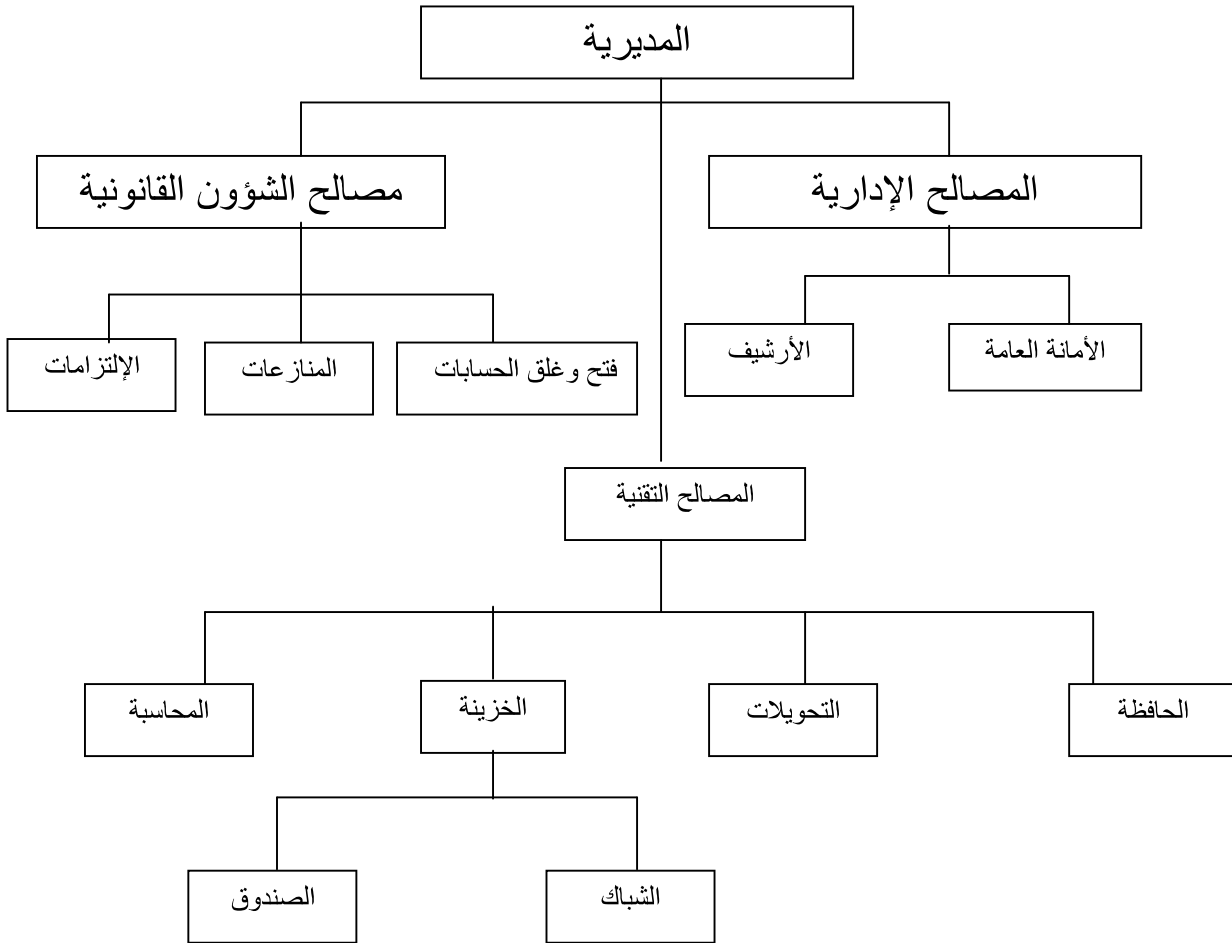 المديرية
المصالح الإدارية
مصالح الشؤون القانونية
الأمانة العامة
الأرشيف
فتح وغلق الحسابات
المنازعات
الإلتزامات
المصالح التقنية
الحافظة
التحويلات
الخزينة
المحاسبة
الشباك
الصندوق